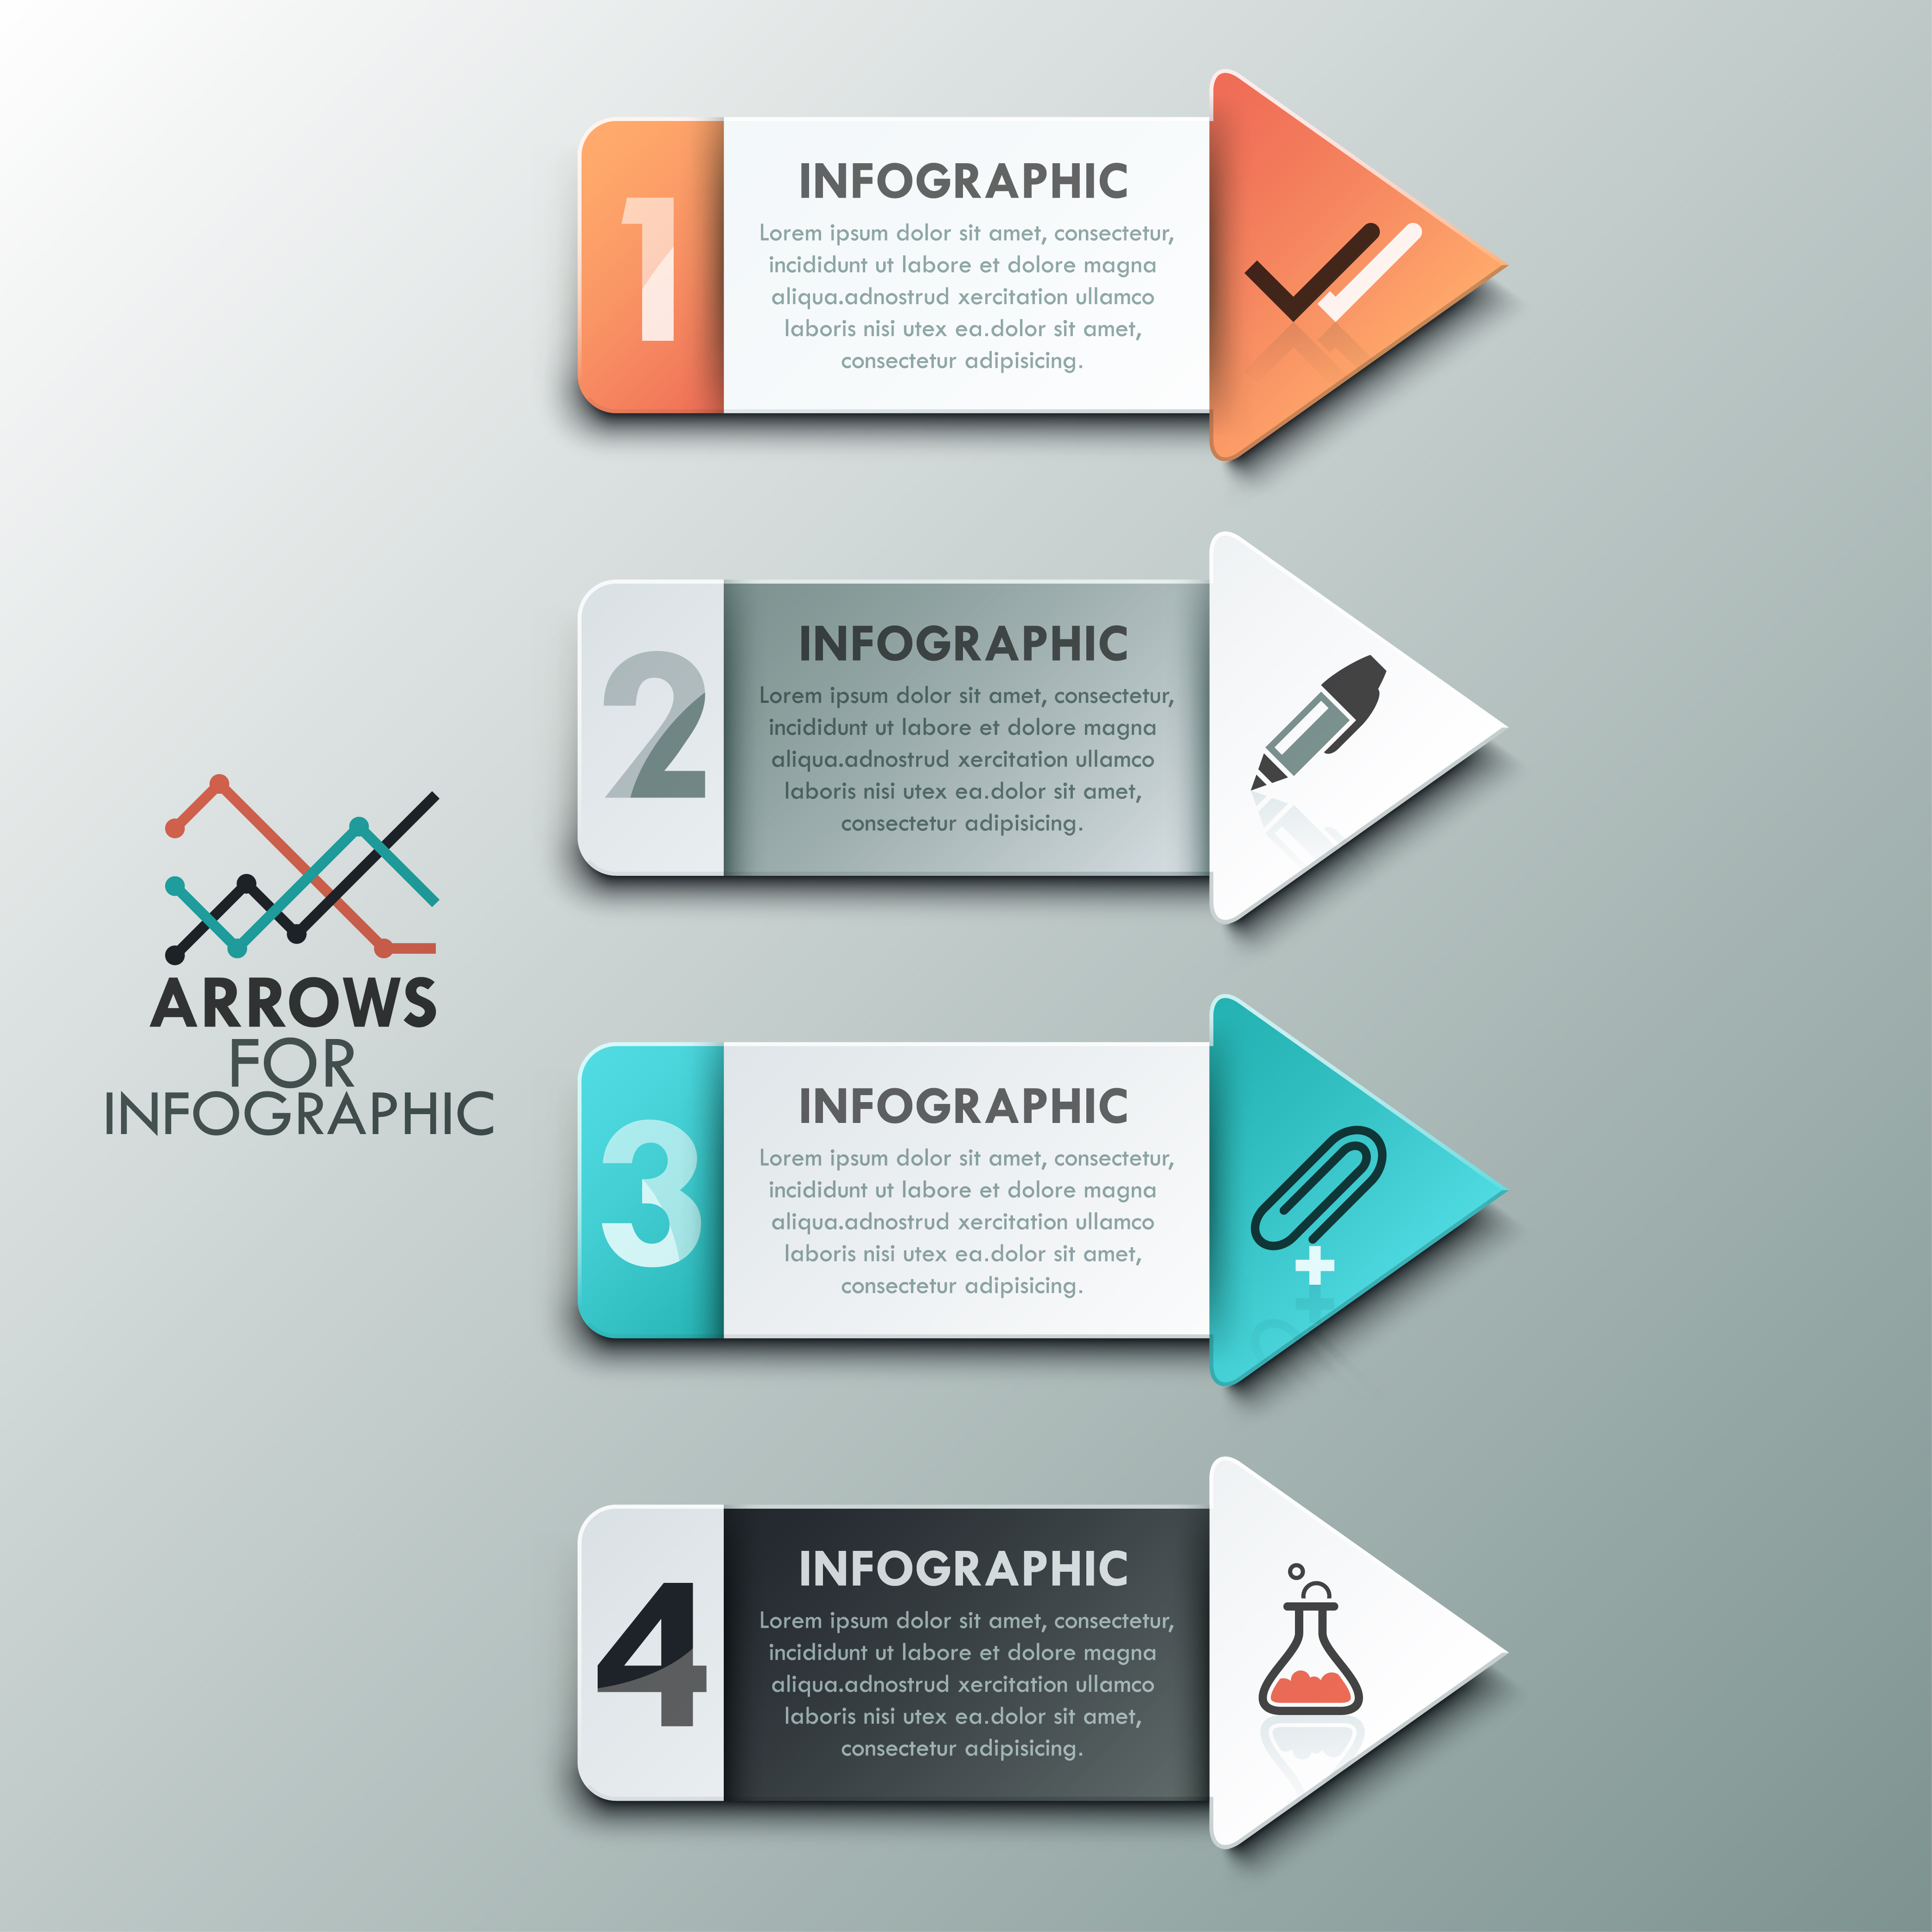 ARROWS
FOR
INFOGRAPHIC
1
INFOGRAPHIC
Lorem ipsum dolor sit amet, consectetur,
incididunt ut labore et dolore magna
aliqua.adnostrud xercitation ullamco
laboris nisi utex ea.dolor sit amet,
consectetur adipisicing.
2
INFOGRAPHIC
Lorem ipsum dolor sit amet, consectetur,
incididunt ut labore et dolore magna
aliqua.adnostrud xercitation ullamco
laboris nisi utex ea.dolor sit amet,
consectetur adipisicing.
3
INFOGRAPHIC
Lorem ipsum dolor sit amet, consectetur,
incididunt ut labore et dolore magna
aliqua.adnostrud xercitation ullamco
laboris nisi utex ea.dolor sit amet,
consectetur adipisicing.
4
INFOGRAPHIC
Lorem ipsum dolor sit amet, consectetur,
incididunt ut labore et dolore magna
aliqua.adnostrud xercitation ullamco
laboris nisi utex ea.dolor sit amet,
consectetur adipisicing.